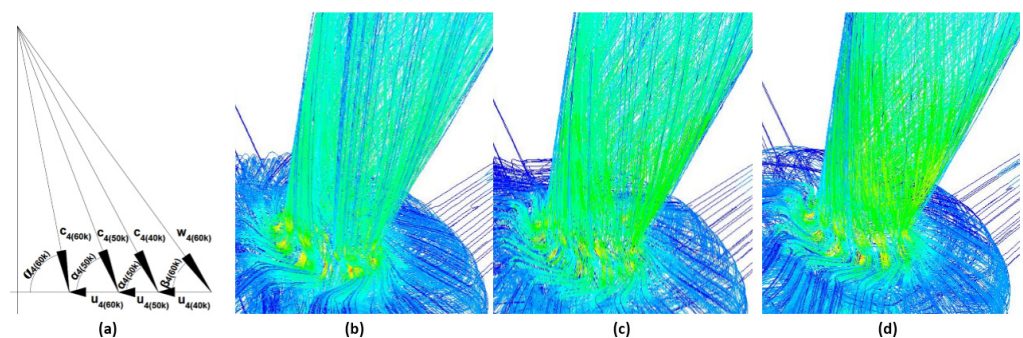 C4(60k) C4(50k) C4(40k) W4(60k)
α4(60k) α4(50k) α4(50k) β4(60k)
u4(60k) u4(50k) u4(40k)
(a) (b) (c) (d)